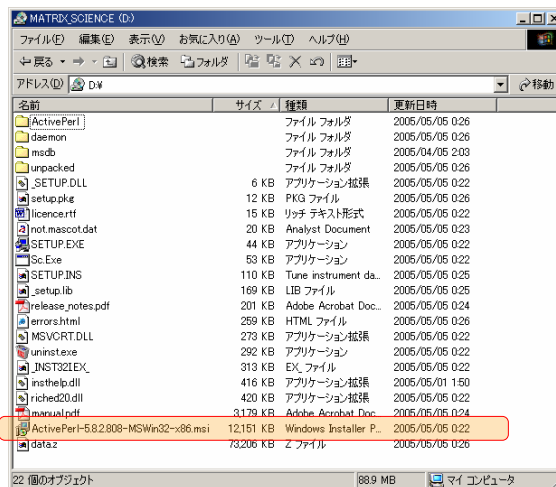 MATRIX_SCIENCE (D:)
ファイル(F) 編集(E) 表示(V) お気に入り(A) ツール(T) ヘルプ(H)
戻る 検索 フォルダ
アドレス(D) D:¥ 移動
名前 サイズ 種類 更新日時
ActivePerl ファイル フォルダ 2005/05/05 0:26
daemon ファイル フォルダ 2005/05/05 0:26
msdb ファイル フォルダ 2005/04/05 2:03
unpacked ファイル フォルダ 2005/05/05 0:26
_SETUP.DLL 6 KB アプリケーション拡張 2005/05/05 0:22
setup.pkg 12 KB PKG ファイル 2005/05/05 0:26
licence.rtf 15 KB リッチ テキスト形式 2005/05/05 0:22
not.mascot.dat 20 KB Analyst Document 2005/05/05 0:23
SETUP.EXE 44 KB アプリケーション 2005/05/05 0:22
Sc.Exe 53 KB アプリケーション 2005/05/05 0:22
SETUP.INS 110 KB Tune instrument da... 2005/05/05 0:25
_setup.lib 169 KB LIB ファイル 2005/05/05 0:25
release_notes.pdf 201 KB Adobe Acrobat Doc... 2005/05/05 0:24
errors.html 259 KB HTML ファイル 2005/05/05 0:26
MSVCRT.DLL 273 KB アプリケーション拡張 2005/05/05 0:22
uninst.exe 292 KB アプリケーション 2005/05/05 0:22
_INST32I.EX_ 313 KB EX_ ファイル 2005/05/05 0:22
insthelp.dll 416 KB アプリケーション拡張 2005/05/01 1:50
riched20.dll 420 KB アプリケーション拡張 2005/05/05 0:22
manual.pdf 3,179 KB Adobe Acrobat Doc... 2005/05/05 0:24
ActivePerl-5.8.2.808-MSWin32-x86.msi 12,151 KB Windows Installer P... 2005/05/05 0:22
data.z 73,206 KB Z ファイル 2005/05/05 0:26
22 個のオブジェクト 88.9 MB マイ コンピュータ